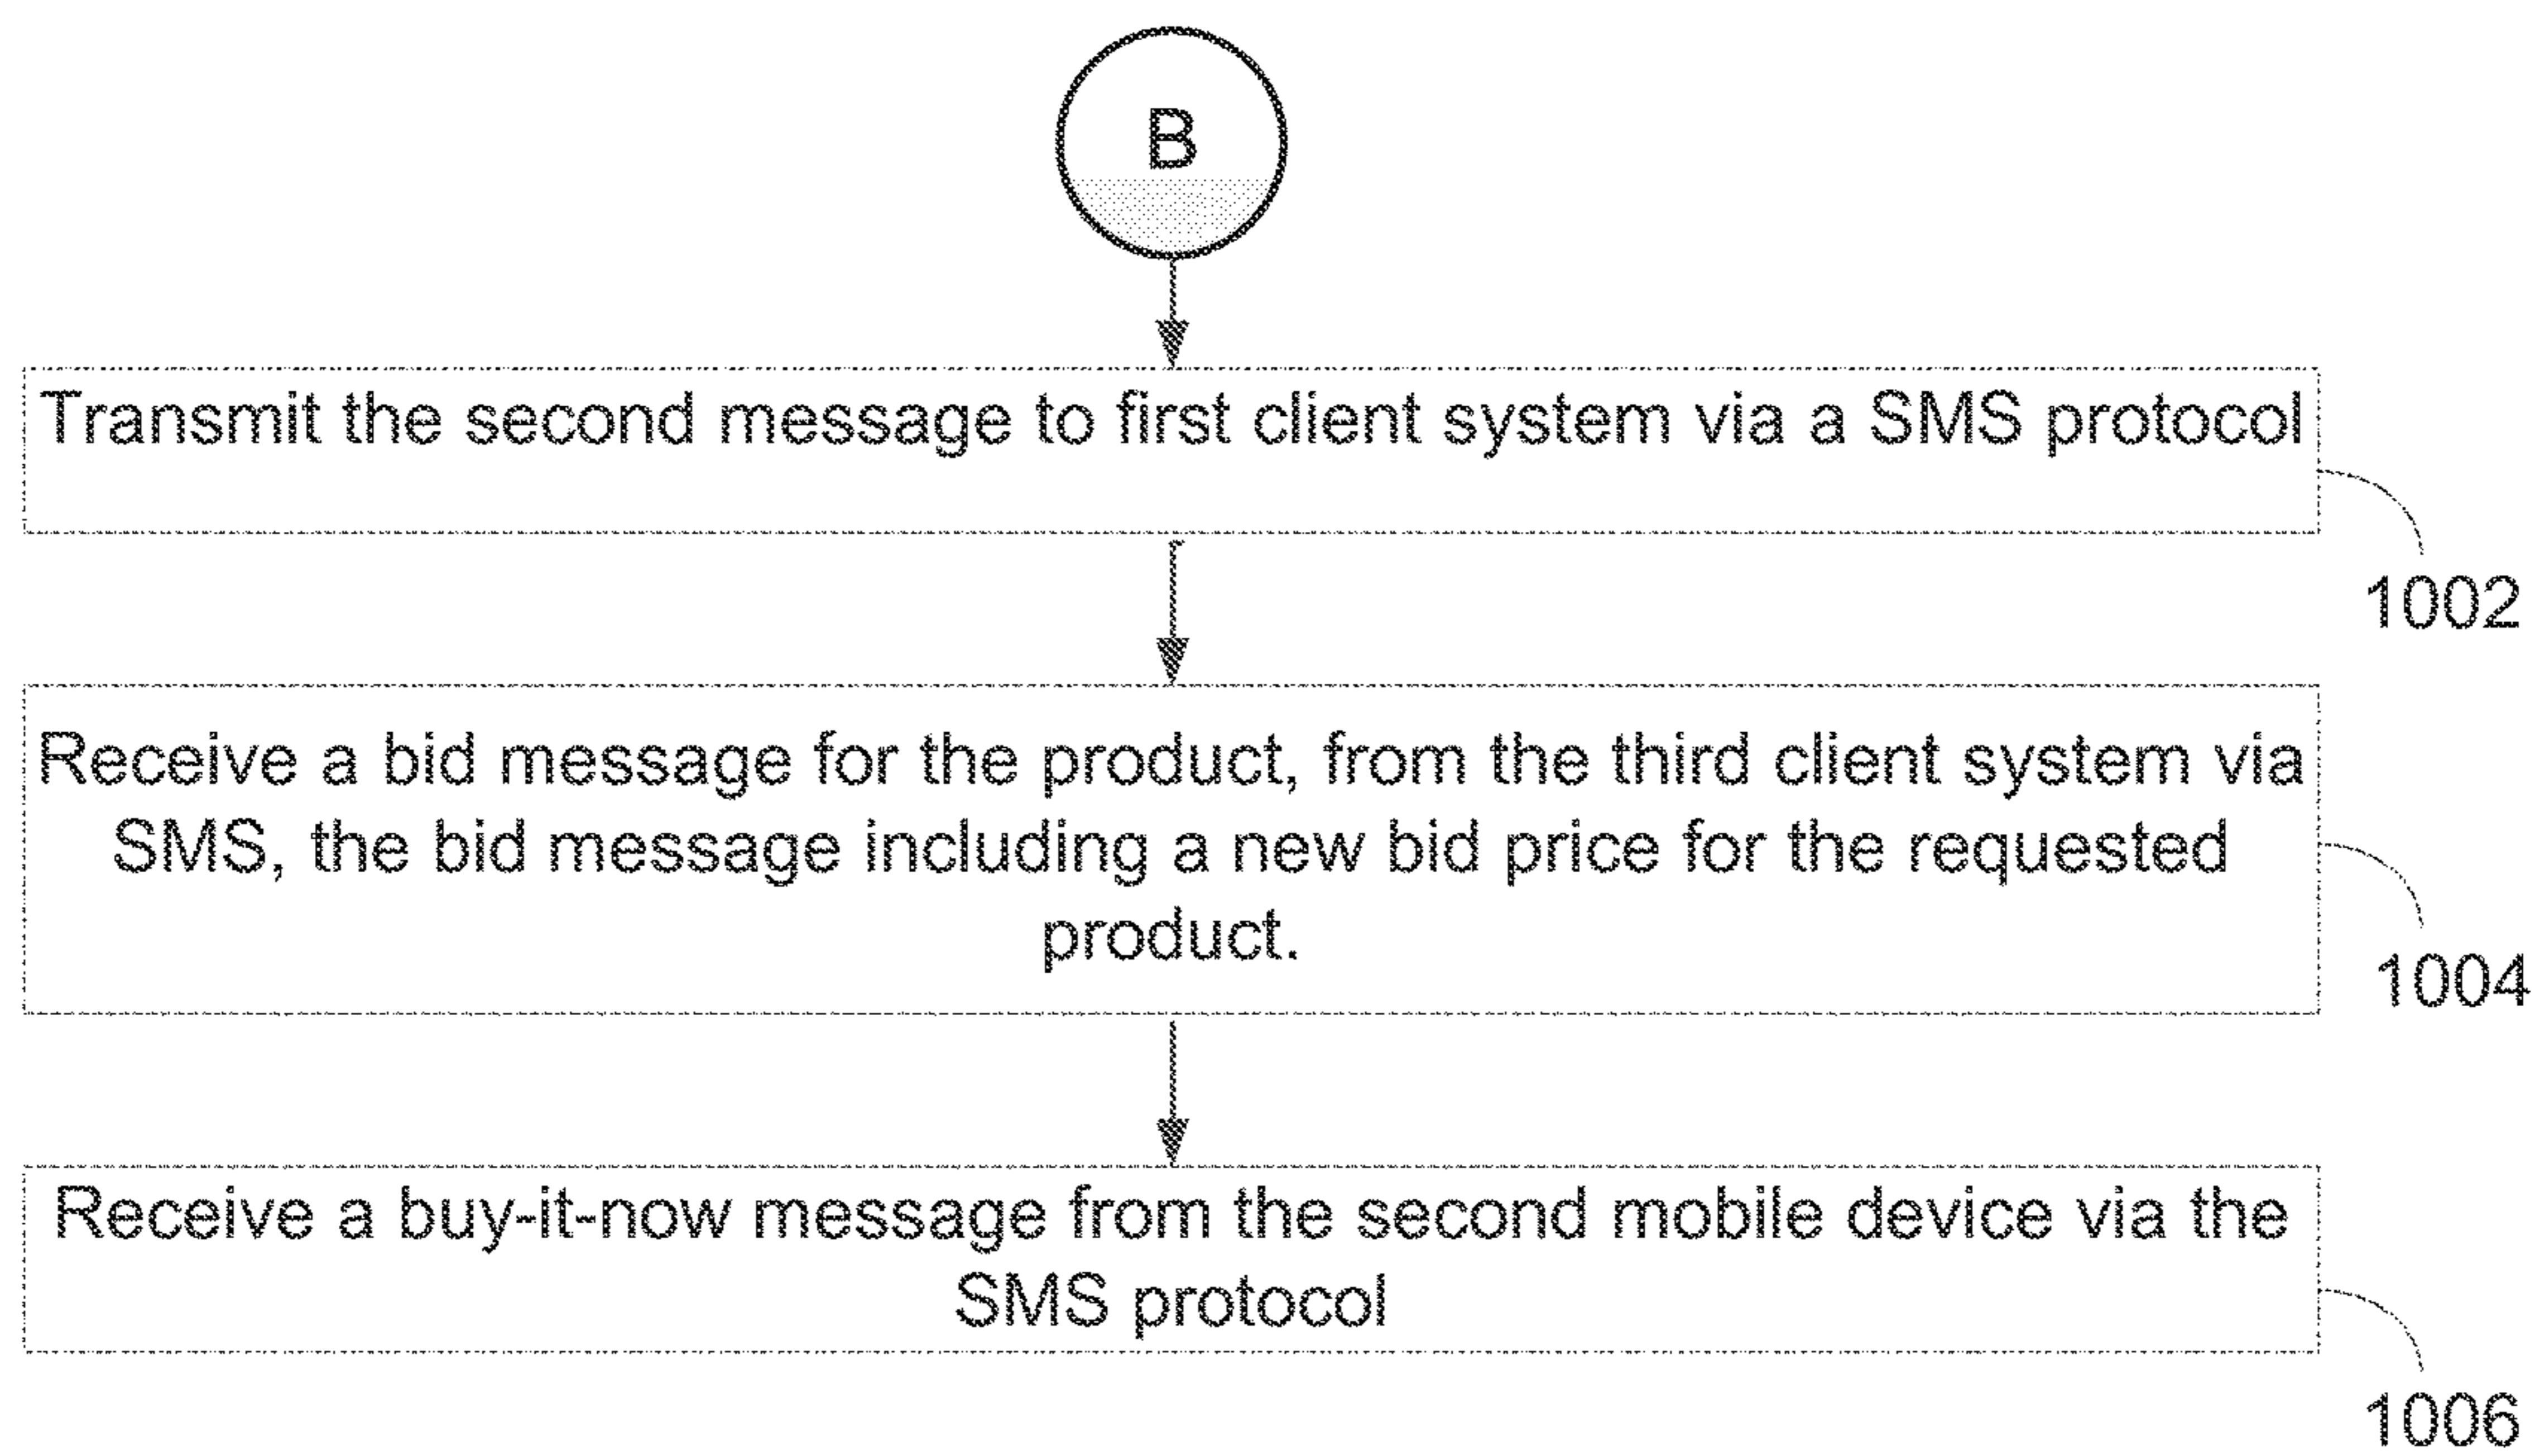 B
Transmit the second message to first client system via a SMS protocol
1002
Receive a bid message for the product, from the third client system via
SMS, the bid message including a new bid price for the requested
product.
1004
Receive a buy-it-now message from the second mobile device via the
SMS protocol
1006